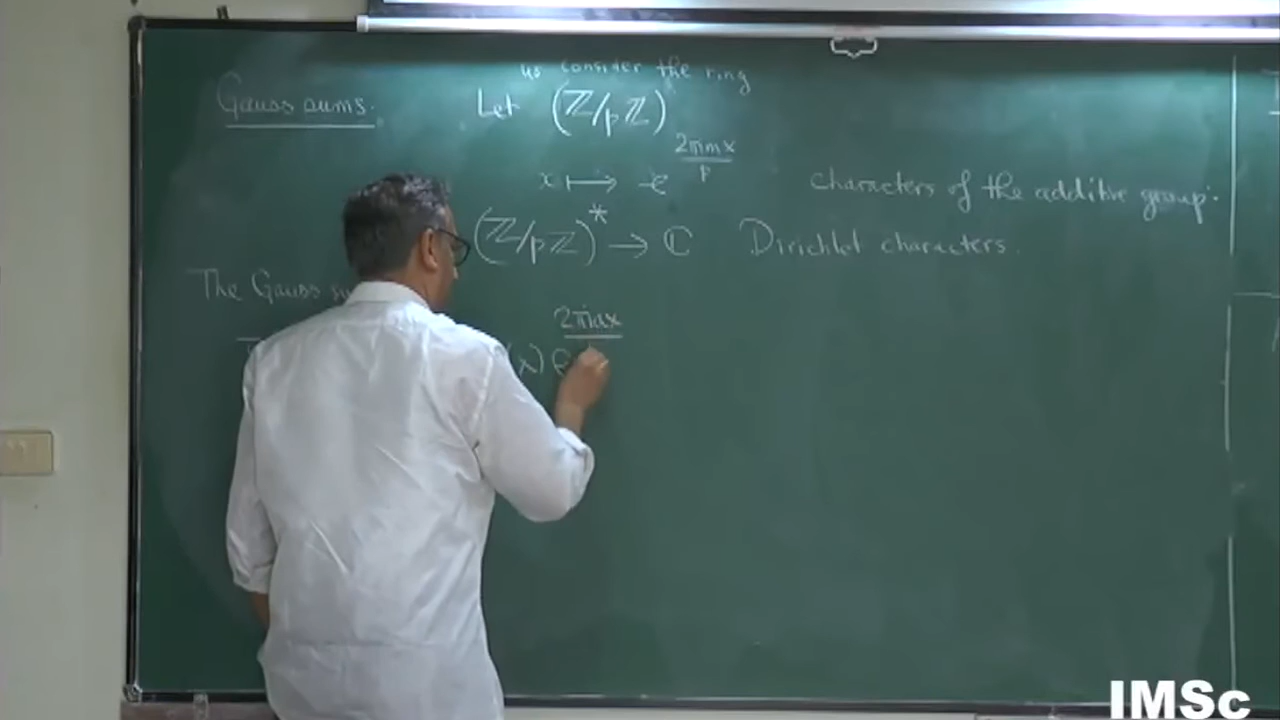 us consider the ring
Gauss sums. Let (ℤ/pℤ)
x ⟼ e^{2πimx/p} characters of the additive group.
(ℤ/pℤ)* → ℂ Dirichlet characters.
The Gauss
(x) e 2πiax
IMSc